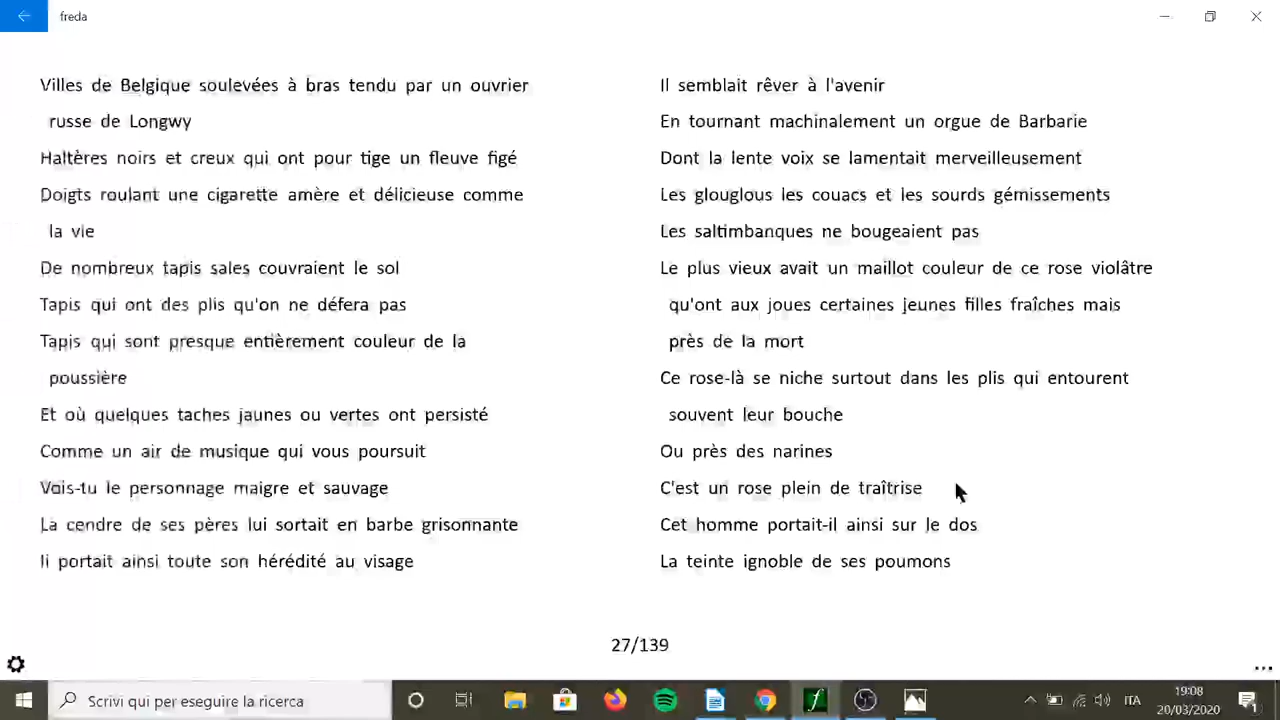 freda
Villes de Belgique soulevées à bras tendu par un ouvrier
russe de Longwy
Haltères noirs et creux qui ont pour tige un fleuve figé
Doigts roulant une cigarette amère et délicieuse comme
la vie
De nombreux tapis sales couvraient le sol
Tapis qui ont des plis qu'on ne défera pas
Tapis qui sont presque entièrement couleur de la
poussière
Et où quelques taches jaunes ou vertes ont persisté
Comme un air de musique qui vous poursuit
Vois-tu le personnage maigre et sauvage
La cendre de ses pères lui sortait en barbe grisonnante
Il portait ainsi toute son hérédité au visage
Il semblait rêver à l'avenir
En tournant machinalement un orgue de Barbarie
Dont la lente voix se lamentait merveilleusement
Les glouglous les couacs et les sourds gémissements
Les saltimbanques ne bougeaient pas
Le plus vieux avait un maillot couleur de ce rose violâtre
qu'ont aux joues certaines jeunes filles fraîches mais
près de la mort
Ce rose-là se niche surtout dans les plis qui entourent
souvent leur bouche
Ou près des narines
C'est un rose plein de traîtrise
Cet homme portait-il ainsi sur le dos
La teinte ignoble de ses poumons
27/139
Scrivi qui per eseguire la ricerca
ITA
19:08
20/03/2020
1